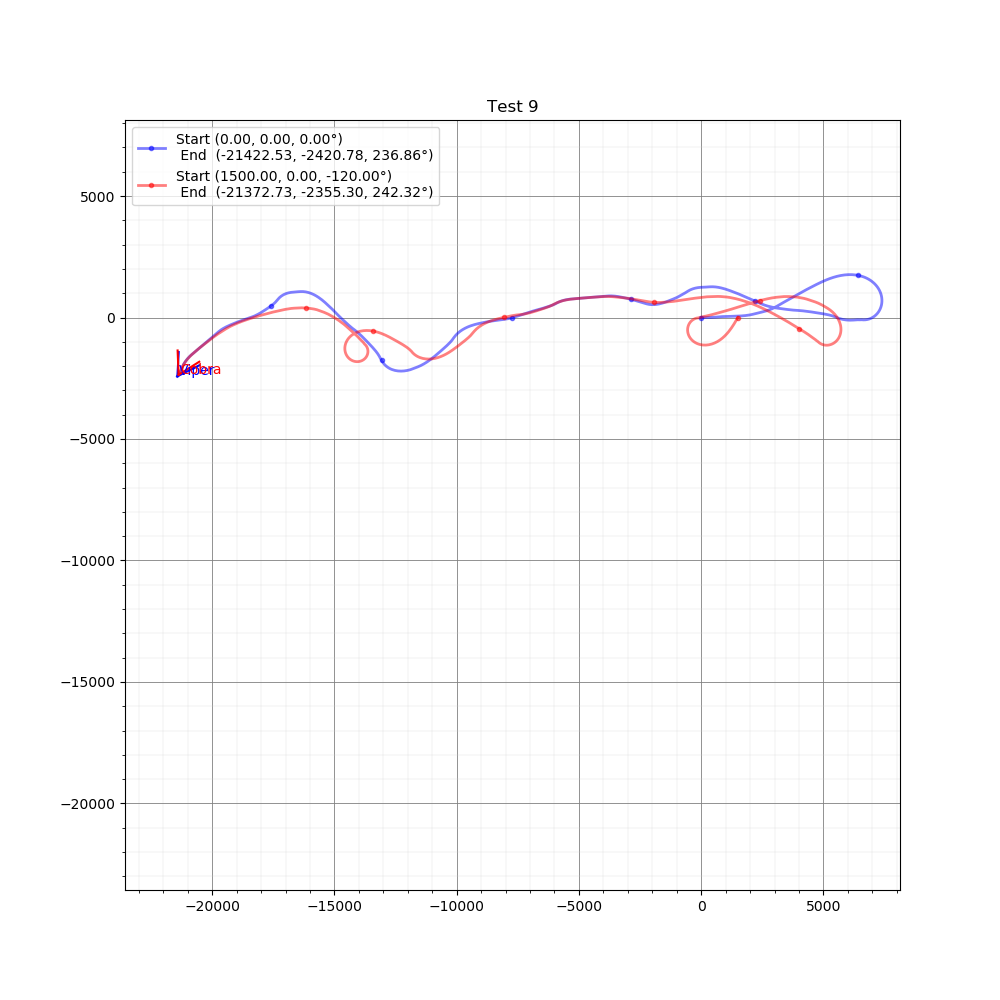 Test 9
Start (0.00, 0.00, 0.00°)
End (-21422.53, -2420.78, 236.86°)
Start (1500.00, 0.00, -120.00°)
End (-21372.73, -2355.30, 242.32°)
5000
0
−5000
−10000
−15000
−20000
−20000
−15000
−10000
−5000
0
5000